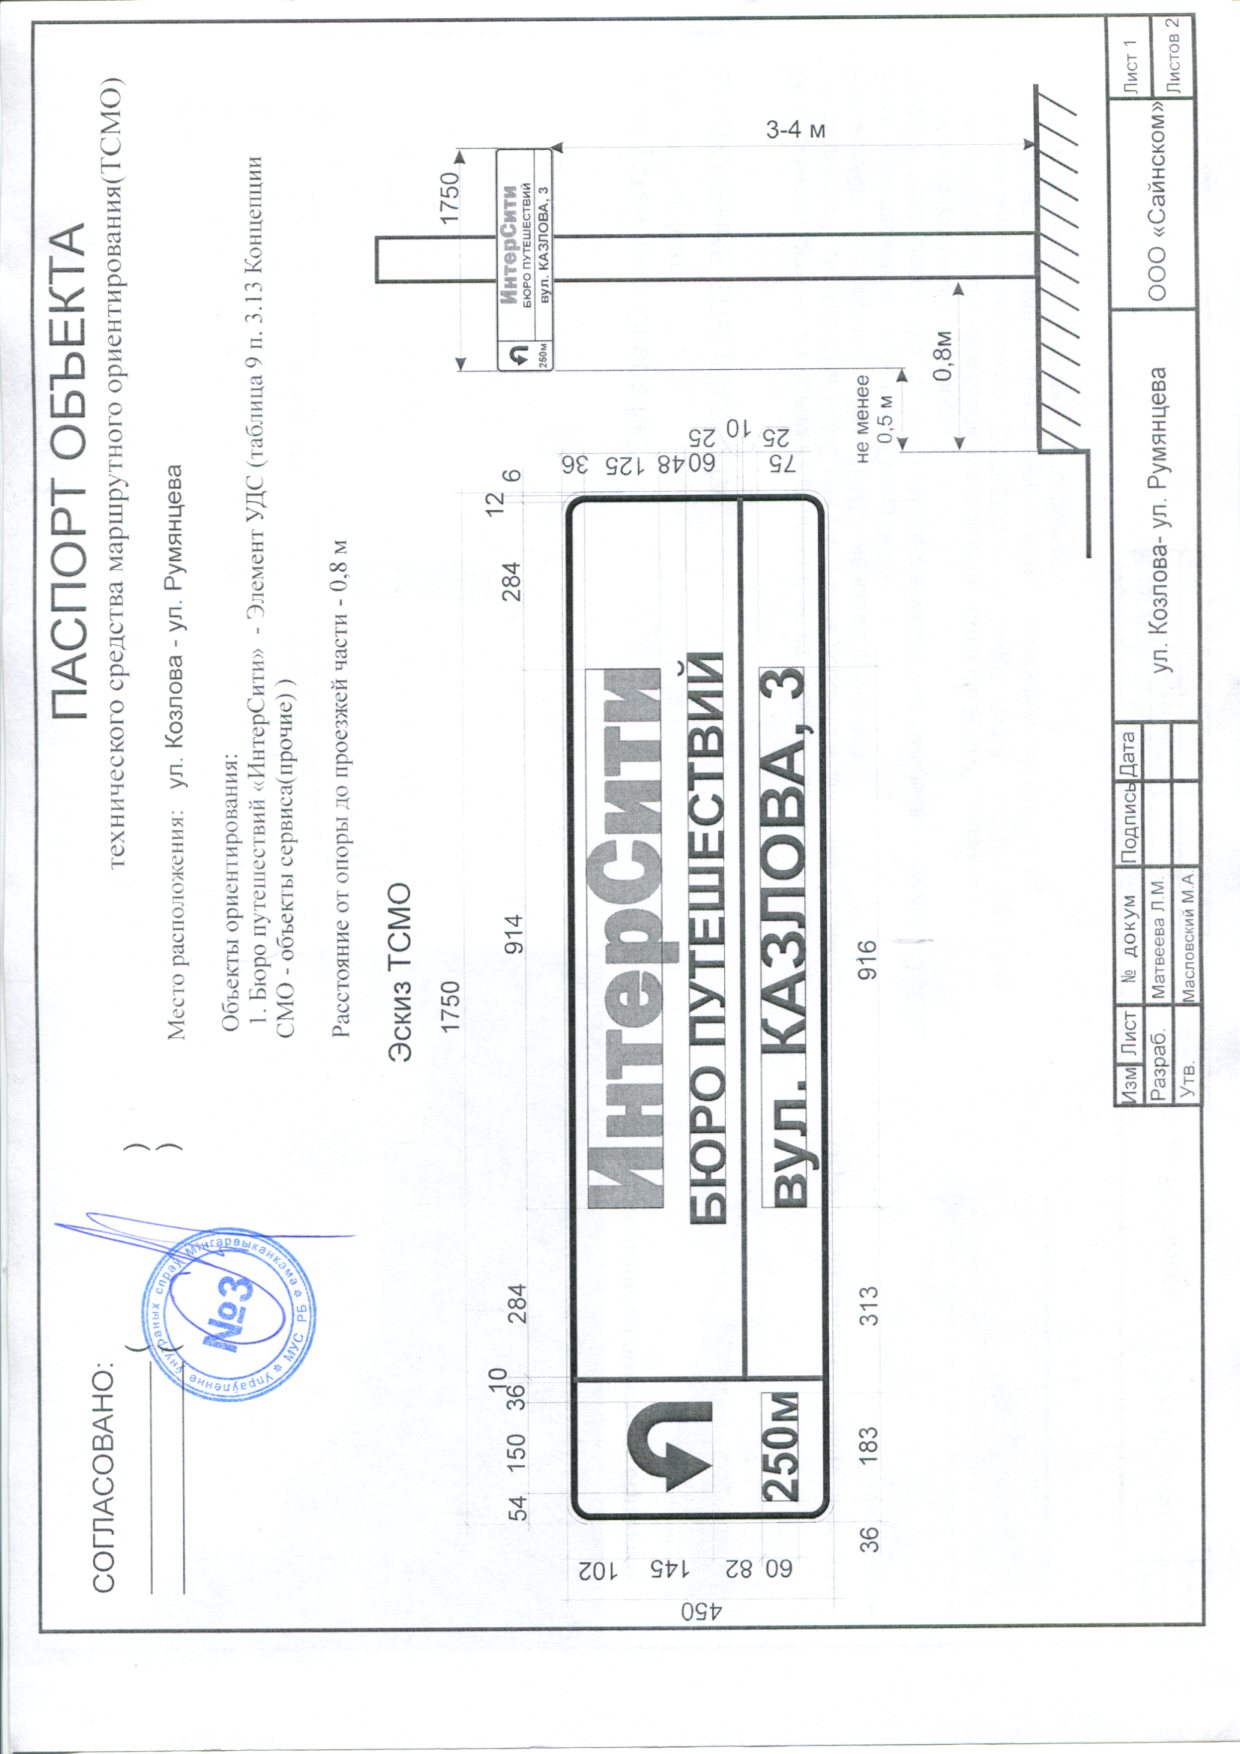 СОГЛАСОВАНО:
( )
( )
Упраўленне ўнутраных спраў Мінгарвыканкама
МУС РБ
№3
ПАСПОРТ ОБЪЕКТА
технического средства маршрутного ориентирования(ТСМО)
Место расположения: ул. Козлова - ул. Румянцева
Объекты ориентирования:
1. Бюро путешествий «ИнтерСити» - Элемент УДС (таблица 9 п. 3.13 Концепции
СМО - объекты сервиса(прочие) )
Расстояние от опоры до проезжей части - 0,8 м
Эскиз ТСМО
1750
54 150 36 10 284 914 284 12 6
450
102
145
82
60
36
125
48
60
25
10
25
75
ИнтерСити
БЮРО ПУТЕШЕСТВИЙ
250м
вул. КАЗЛОВА, 3
36 183 313 916
1750
ИнтерСити
БЮРО ПУТЕШЕСТВИЙ
250м
вул. КАЗЛОВА, 3
3-4 м
не менее
0,5 м
0,8м
Изм Лист № докум Подпись Дата
Разраб. Матвеева Л.М.
Утв. Масловский М.А
ул. Козлова- ул. Румянцева
ООО «Сайнском»
Лист 1
Листов 2